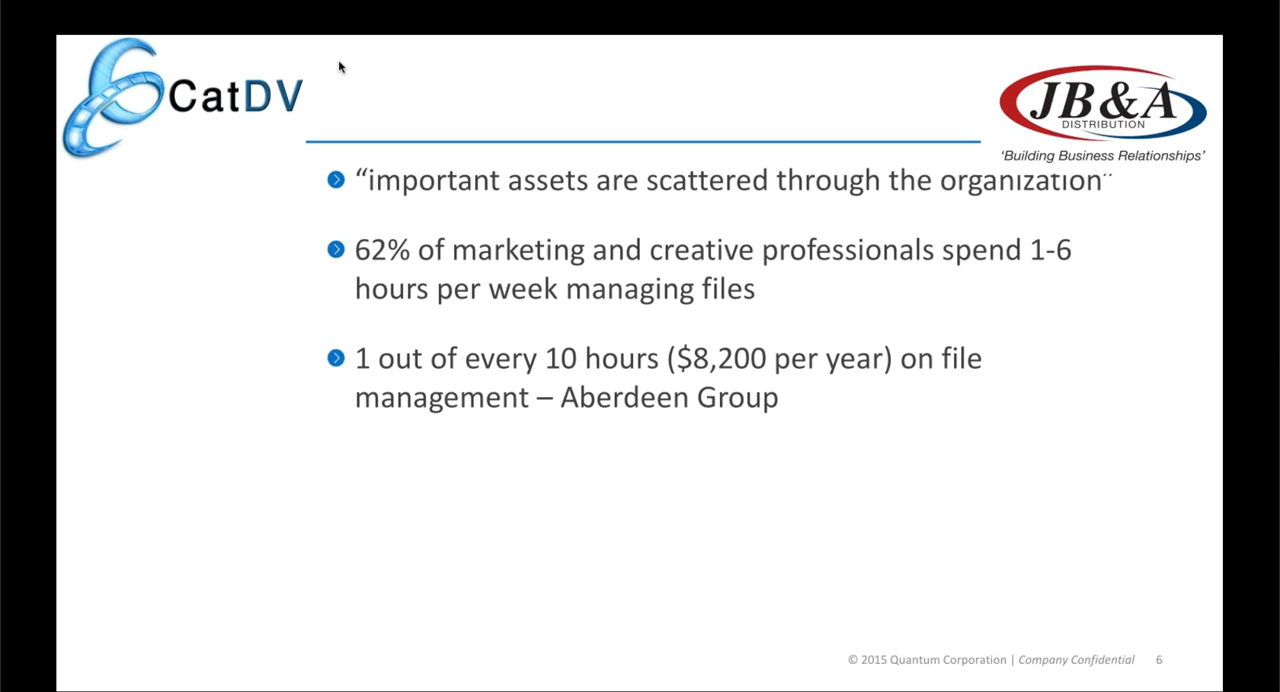 CatDV
JB&A
DISTRIBUTION
'Building Business Relationships'
“important assets are scattered through the organization”
62% of marketing and creative professionals spend 1-6
hours per week managing files
1 out of every 10 hours ($8,200 per year) on file
management – Aberdeen Group
© 2015 Quantum Corporation | Company Confidential 6